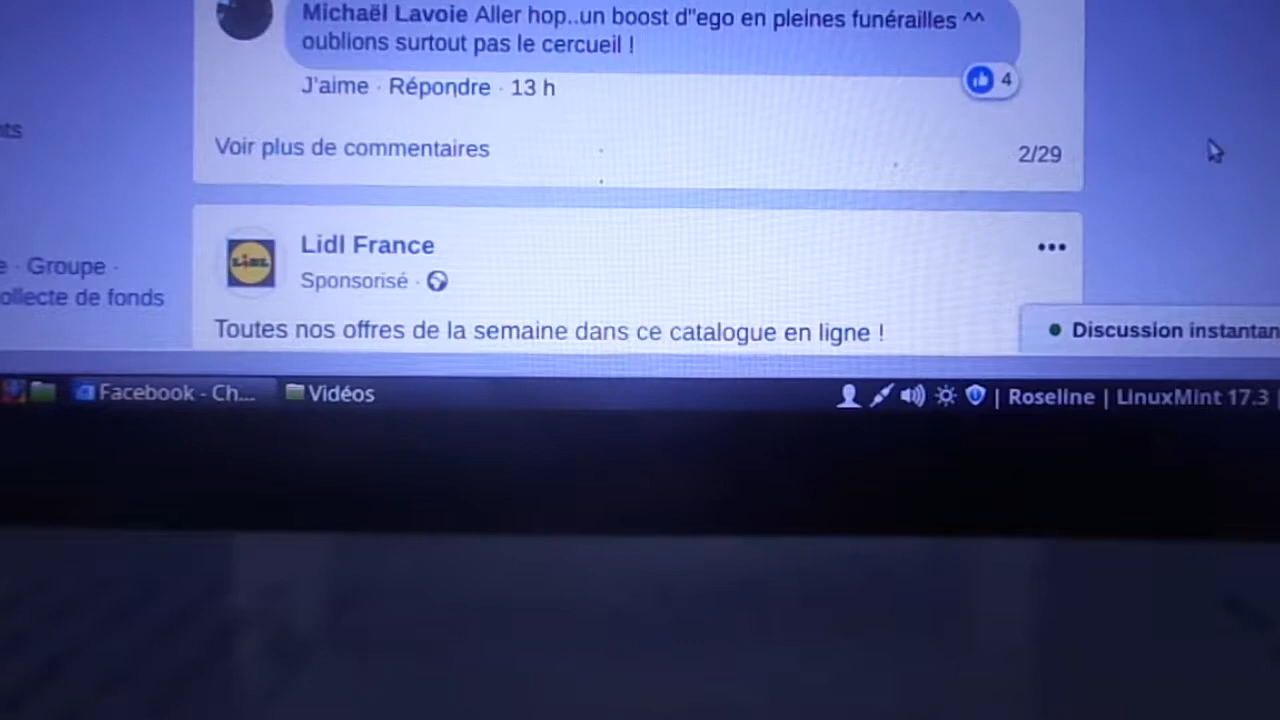 Michaël Lavoie Aller hop..un boost d"ego en pleines funérailles ^^
oublions surtout pas le cercueil !
J'aime · Répondre · 13 h
4
Voir plus de commentaires
2/29
Lidl France
LIDL
Sponsorisé ·
Toutes nos offres de la semaine dans ce catalogue en ligne !
· Groupe ·
ollecte de fonds
Discussion instantan
Facebook - Ch...
Vidéos
| Roseline | LinuxMint 17.3 |